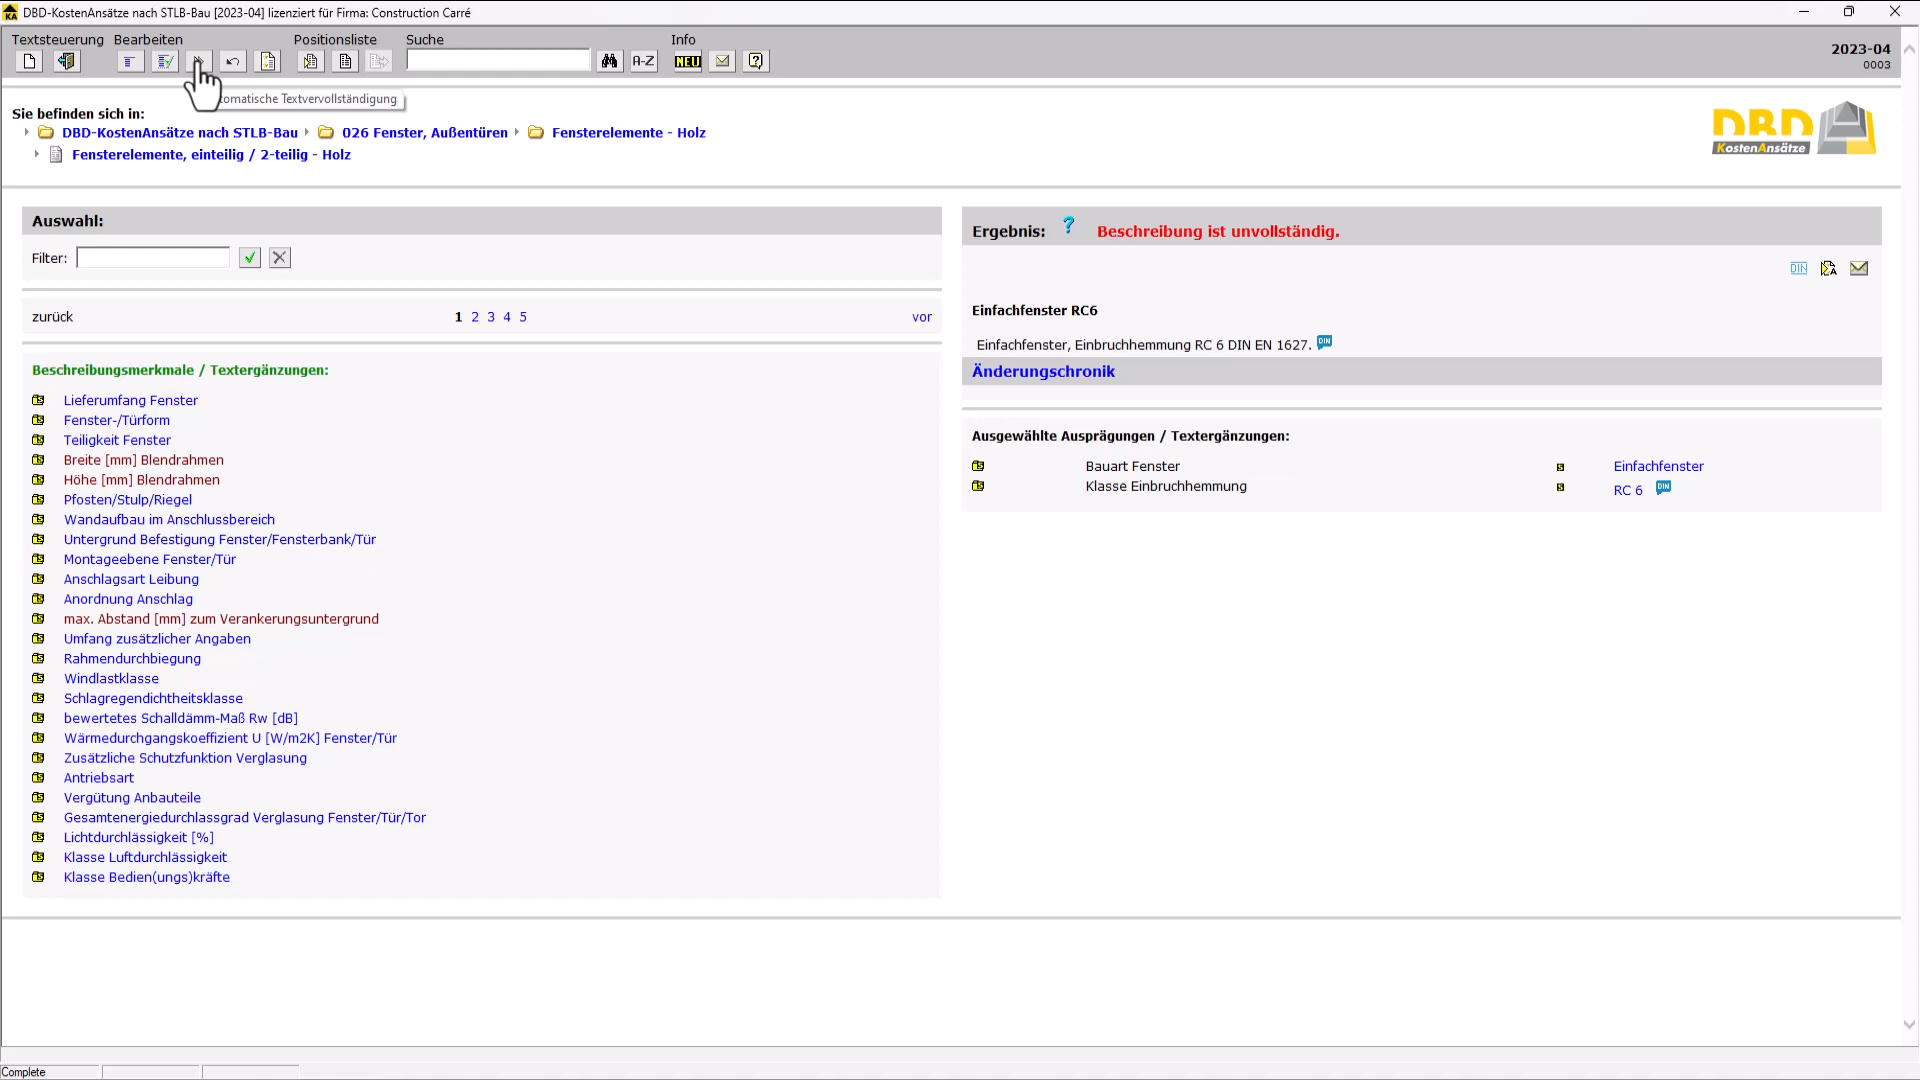 DBD-KostenAnsätze nach STLB-Bau [2023-04] lizenziert für Firma: Construction Carré
Textsteuerung Bearbeiten Positionsliste Suche Info
A-Z NEU
2023-04
0003
tomatische Textvervollständigung
Sie befinden sich in:
DBD-KostenAnsätze nach STLB-Bau 026 Fenster, Außentüren Fensterelemente - Holz
Fensterelemente, einteilig / 2-teilig - Holz
DBD
KostenAnsätze
Auswahl:
Filter:
zurück 1 2 3 4 5 vor
Beschreibungsmerkmale / Textergänzungen:
Lieferumfang Fenster
Fenster-/Türform
Teiligkeit Fenster
Breite [mm] Blendrahmen
Höhe [mm] Blendrahmen
Pfosten/Stulp/Riegel
Wandaufbau im Anschlussbereich
Untergrund Befestigung Fenster/Fensterbank/Tür
Montageebene Fenster/Tür
Anschlagsart Leibung
Anordnung Anschlag
max. Abstand [mm] zum Verankerungsuntergrund
Umfang zusätzlicher Angaben
Rahmendurchbiegung
Windlastklasse
Schlagregendichtheitsklasse
bewertetes Schalldämm-Maß Rw [dB]
Wärmedurchgangskoeffizient U [W/m2K] Fenster/Tür
Zusätzliche Schutzfunktion Verglasung
Antriebsart
Vergütung Anbauteile
Gesamtenergiedurchlassgrad Verglasung Fenster/Tür/Tor
Lichtdurchlässigkeit [%]
Klasse Luftdurchlässigkeit
Klasse Bedien(ungs)kräfte
Ergebnis: ? Beschreibung ist unvollständig.
DIN
Einfachfenster RC6
Einfachfenster, Einbruchhemmung RC 6 DIN EN 1627. DIN
Änderungschronik
Ausgewählte Ausprägungen / Textergänzungen:
Bauart Fenster Einfachfenster
Klasse Einbruchhemmung RC 6 DIN
Complete